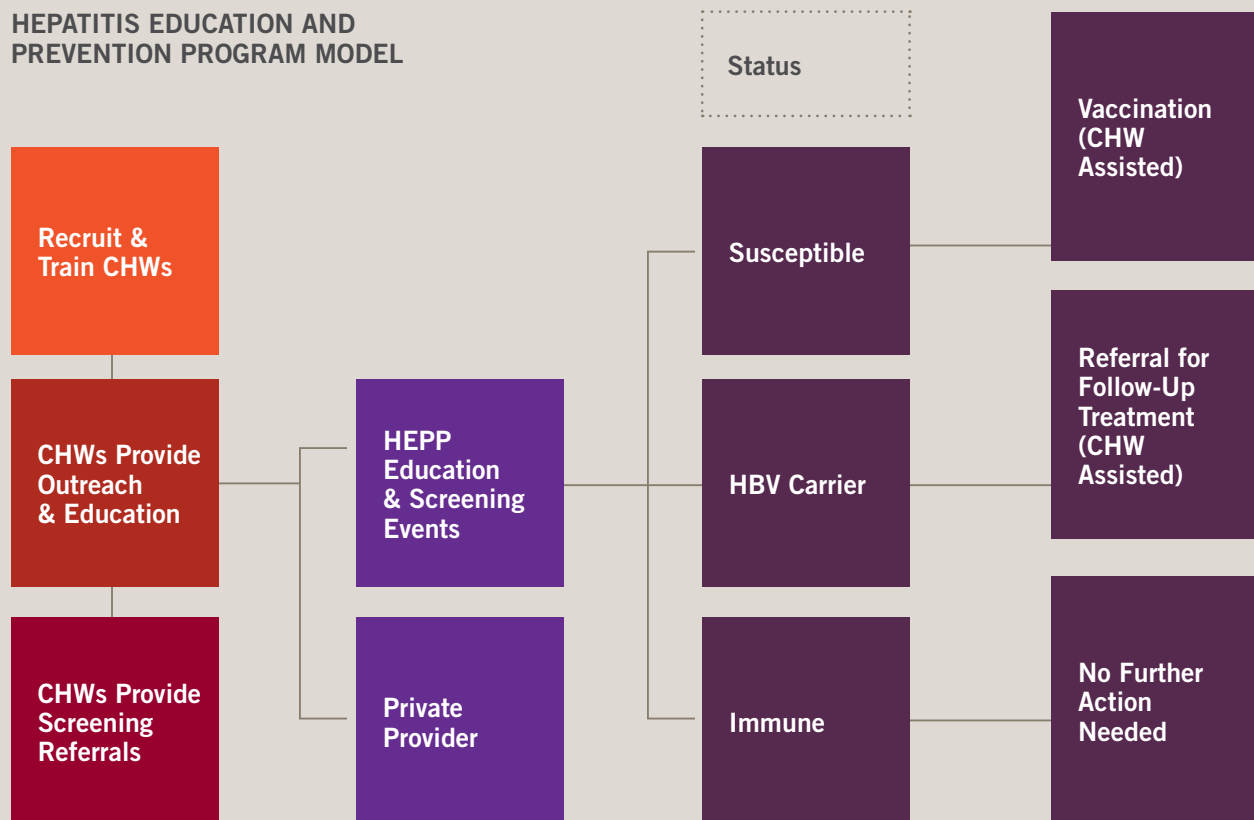 HEPATITIS EDUCATION AND
PREVENTION PROGRAM MODEL
Recruit &
Train CHWs
CHWs Provide
Outreach
& Education
CHWs Provide
Screening
Referrals
HEPP
Education
& Screening
Events
Private
Provider
Status
Susceptible
HBV Carrier
Immune
Vaccination
(CHW
Assisted)
Referral for
Follow-Up
Treatment
(CHW
Assisted)
No Further
Action
Needed